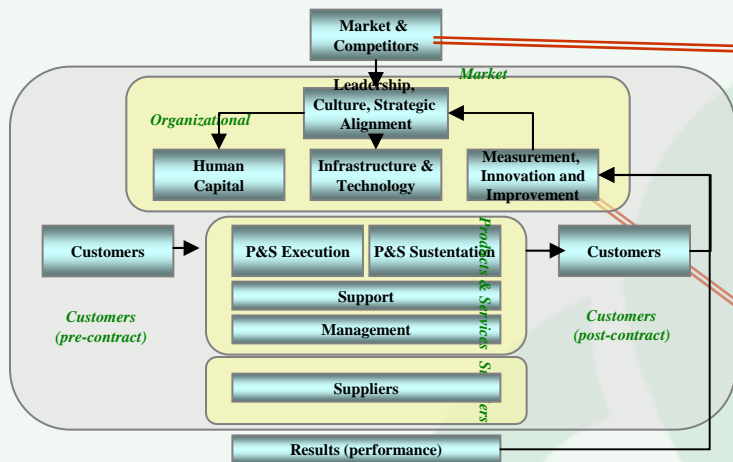 Market &
Competitors
Market
Leadership,
Culture, Strategic
Alignment
Organizational
Human
Capital
Infrastructure &
Technology
Measurement,
Innovation and
Improvement
Customers
P&S Execution
P&S Sustentation
Customers
Support
Management
Products & Services
Customers
(pre-contract)
Customers
(post-contract)
Suppliers
Results (performance)